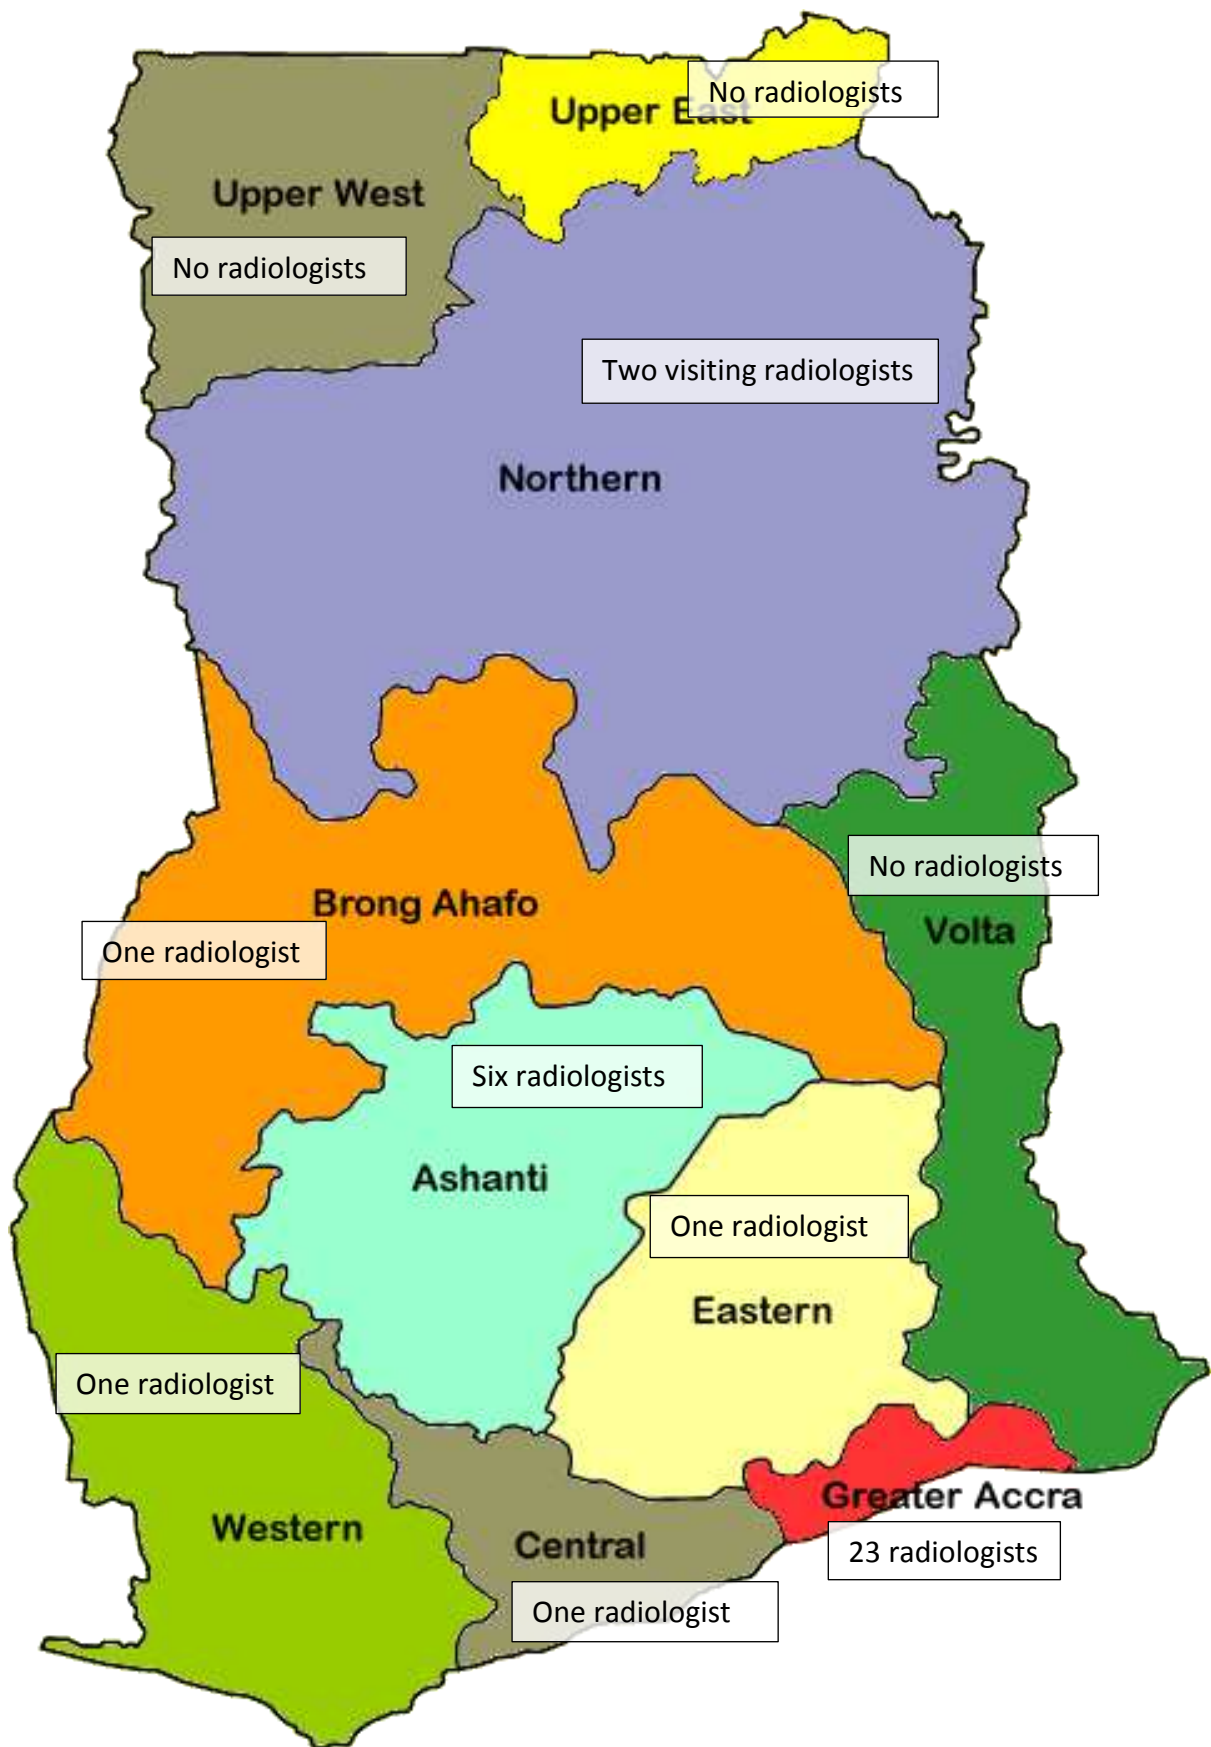 No radiologists
Upper East
Upper West
No radiologists
Two visiting radiologists
Northern
No radiologists
Brong Ahafo
Volta
One radiologist
Six radiologists
Ashanti
One radiologist
Eastern
One radiologist
Greater Accra
Western
Central
23 radiologists
One radiologist